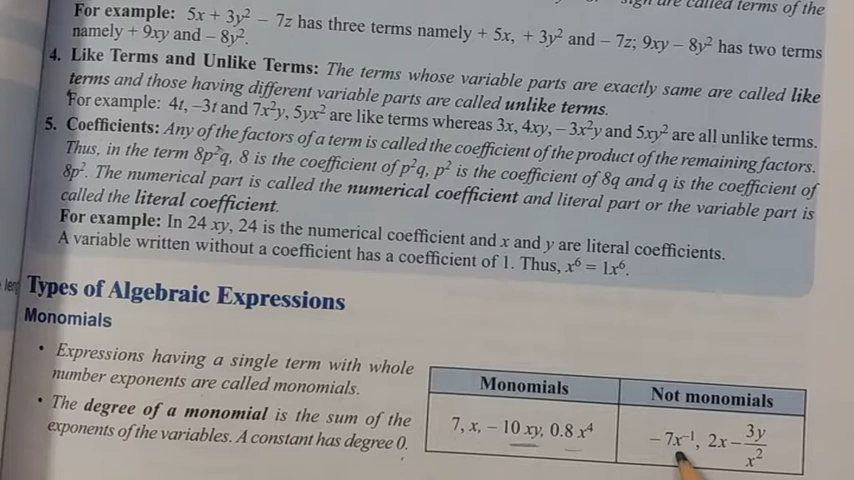 sign are called terms of the
For example: 5x + 3y² – 7z has three terms namely + 5x, + 3y² and – 7z; 9xy – 8y² has two terms
namely + 9xy and – 8y².
4. Like Terms and Unlike Terms: The terms whose variable parts are exactly same are called like
terms and those having different variable parts are called unlike terms.
For example: 4t, –3t and 7x²y, 5yx² are like terms whereas 3x, 4xy, – 3x²y and 5xy² are all unlike terms.
5. Coefficients: Any of the factors of a term is called the coefficient of the product of the remaining factors.
Thus, in the term 8p²q, 8 is the coefficient of p²q, p² is the coefficient of 8q and q is the coefficient of
8p². The numerical part is called the numerical coefficient and literal part or the variable part is
called the literal coefficient.
For example: In 24 xy, 24 is the numerical coefficient and x and y are literal coefficients.
A variable written without a coefficient has a coefficient of 1. Thus, x⁶ = 1x⁶.
Types of Algebraic Expressions
Monomials
• Expressions having a single term with whole
number exponents are called monomials.
• The degree of a monomial is the sum of the
exponents of the variables. A constant has degree 0.
Monomials Not monomials
7, x, – 10 xy, 0.8 x⁴ – 7x⁻¹, 2x – 3y/x²